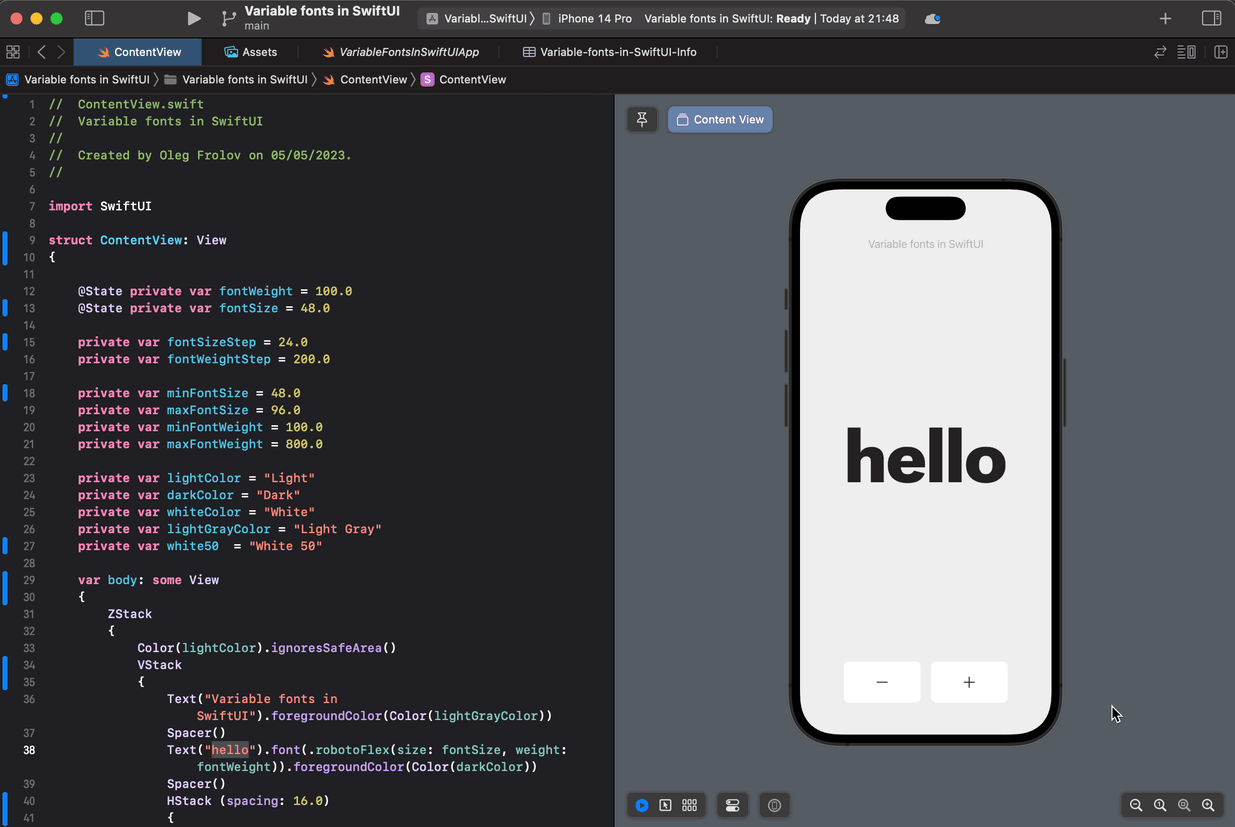 Variable fonts in SwiftUI
main
Variabl...SwiftUI 〉 iPhone 14 Pro
Variable fonts in SwiftUI: Ready | Today at 21:48
ContentView
Assets
VariableFontsInSwiftUIApp
Variable-fonts-in-SwiftUI-Info
Variable fonts in SwiftUI 〉 Variable fonts in SwiftUI 〉 ContentView 〉 S ContentView
1 // ContentView.swift
2 // Variable fonts in SwiftUI
3 //
4 // Created by Oleg Frolov on 05/05/2023.
5 //
6
7 import SwiftUI
8
9 struct ContentView: View
10 {
11
12 @State private var fontWeight = 100.0
13 @State private var fontSize = 48.0
14
15 private var fontSizeStep = 24.0
16 private var fontWeightStep = 200.0
17
18 private var minFontSize = 48.0
19 private var maxFontSize = 96.0
20 private var minFontWeight = 100.0
21 private var maxFontWeight = 800.0
22
23 private var lightColor = "Light"
24 private var darkColor = "Dark"
25 private var whiteColor = "White"
26 private var lightGrayColor = "Light Gray"
27 private var white50  = "White 50"
28
29 var body: some View
30 {
31 ZStack
32 {
33 Color(lightColor).ignoresSafeArea()
34 VStack
35 {
36 Text("Variable fonts in
SwiftUI").foregroundColor(Color(lightGrayColor))
37 Spacer()
38 Text("hello").font(.robotoFlex(size: fontSize, weight:
fontWeight)).foregroundColor(Color(darkColor))
39 Spacer()
40 HStack (spacing: 16.0)
41 {
Content View
Variable fonts in SwiftUI
hello
− +